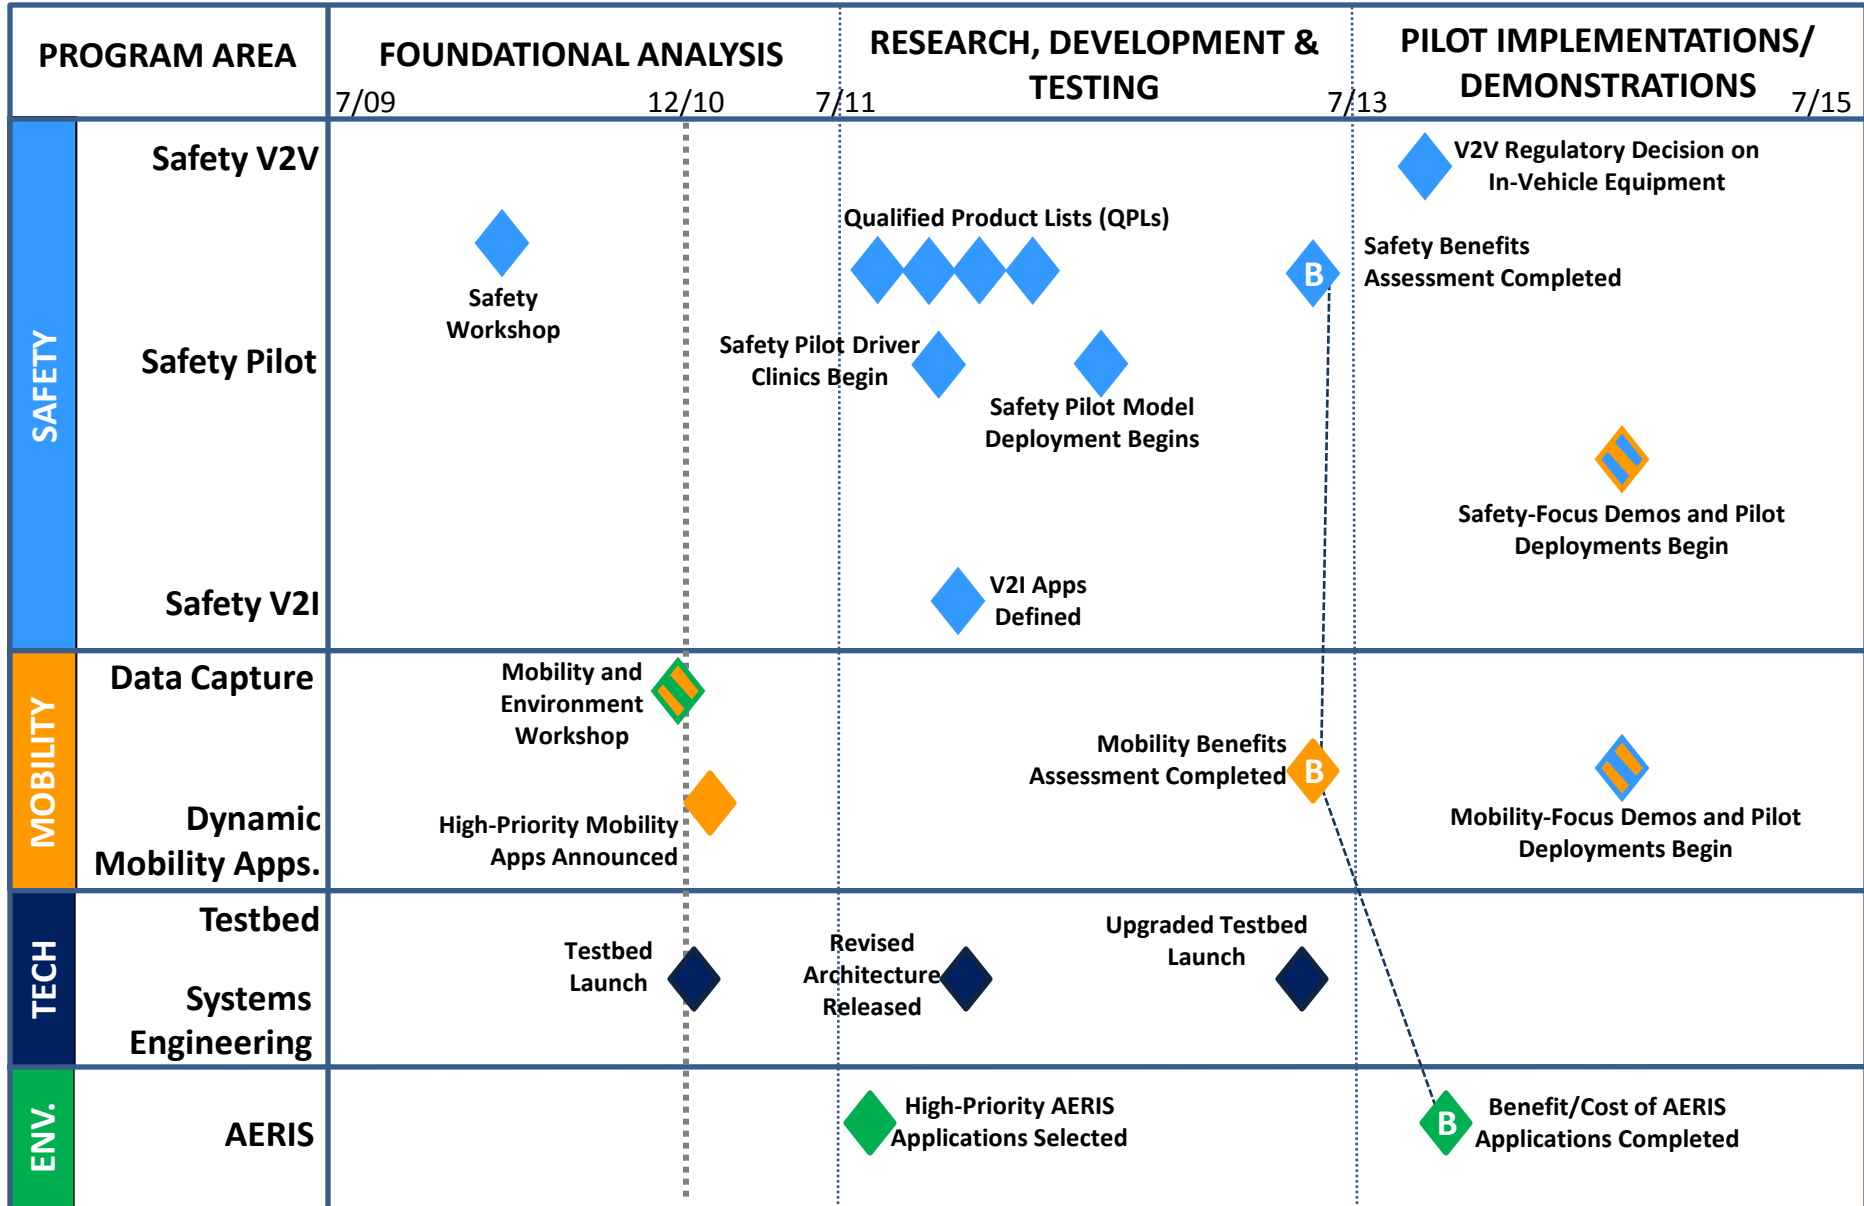 PROGRAM AREA
FOUNDATIONAL ANALYSIS
RESEARCH, DEVELOPMENT &
TESTING
PILOT IMPLEMENTATIONS/
DEMONSTRATIONS
7/09
12/10
7/11
7/13
7/15
SAFETY
Safety V2V
V2V Regulatory Decision on
In-Vehicle Equipment
Qualified Product Lists (QPLs)
Safety
Workshop
B
Safety Benefits
Assessment Completed
Safety Pilot
Safety Pilot Driver
Clinics Begin
Safety Pilot Model
Deployment Begins
Safety-Focus Demos and Pilot
Deployments Begin
Safety V2I
V2I Apps
Defined
MOBILITY
Data Capture
Mobility and
Environment
Workshop
Mobility Benefits
Assessment Completed
B
Dynamic
Mobility Apps.
High-Priority Mobility
Apps Announced
Mobility-Focus Demos and Pilot
Deployments Begin
TECH
Testbed
Systems
Engineering
Testbed
Launch
Revised
Architecture
Released
Upgraded Testbed
Launch
ENV.
AERIS
High-Priority AERIS
Applications Selected
B
Benefit/Cost of AERIS
Applications Completed